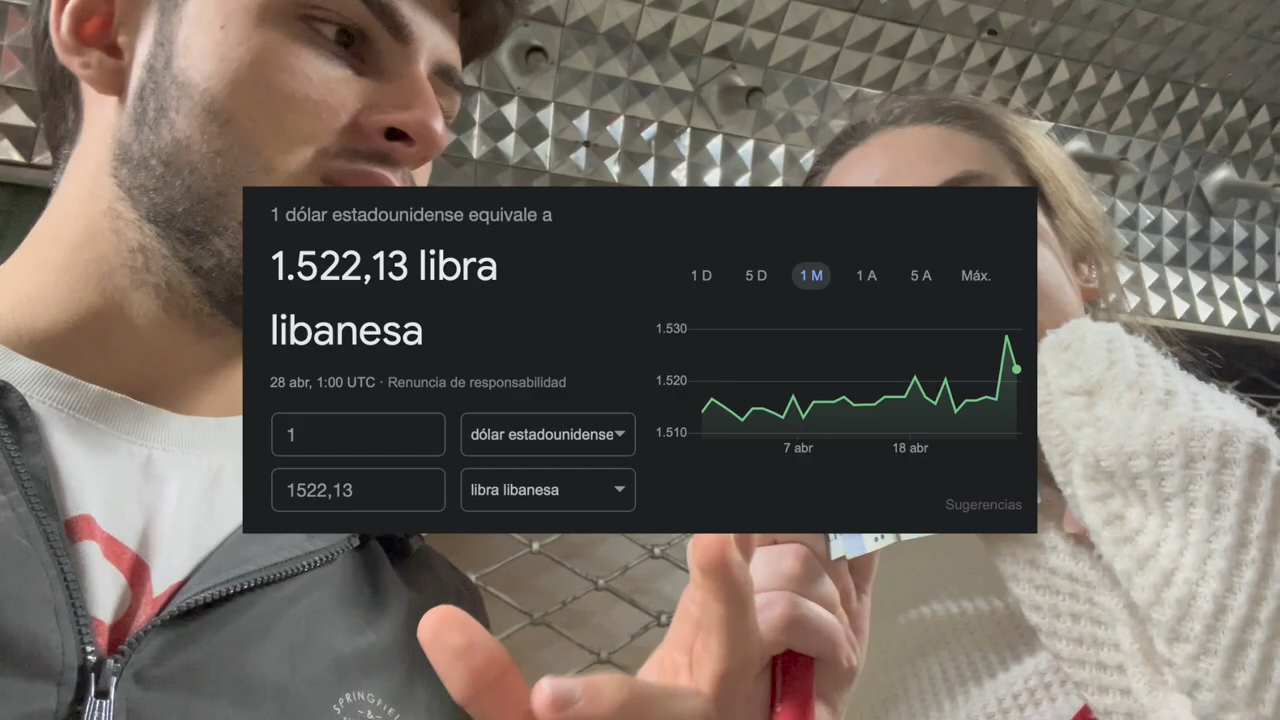 1 dólar estadounidense equivale a
1.522,13 libra
libanesa
28 abr, 1:00 UTC · Renuncia de responsabilidad
1
dólar estadounidense
1522,13
libra libanesa
1 D 5 D 1 M 1 A 5 A Máx.
1.530
1.520
1.510
7 abr 18 abr
Sugerencias